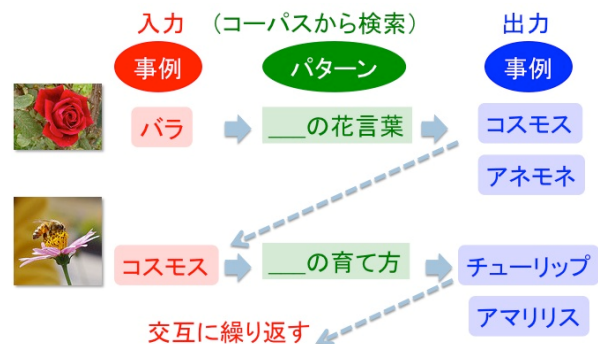 入力 (コーパスから検索) 出力
事例 パターン 事例
バラ ___の花言葉 コスモス
アネモネ
コスモス ___の育て方 チューリップ
アマリリス
交互に繰り返す